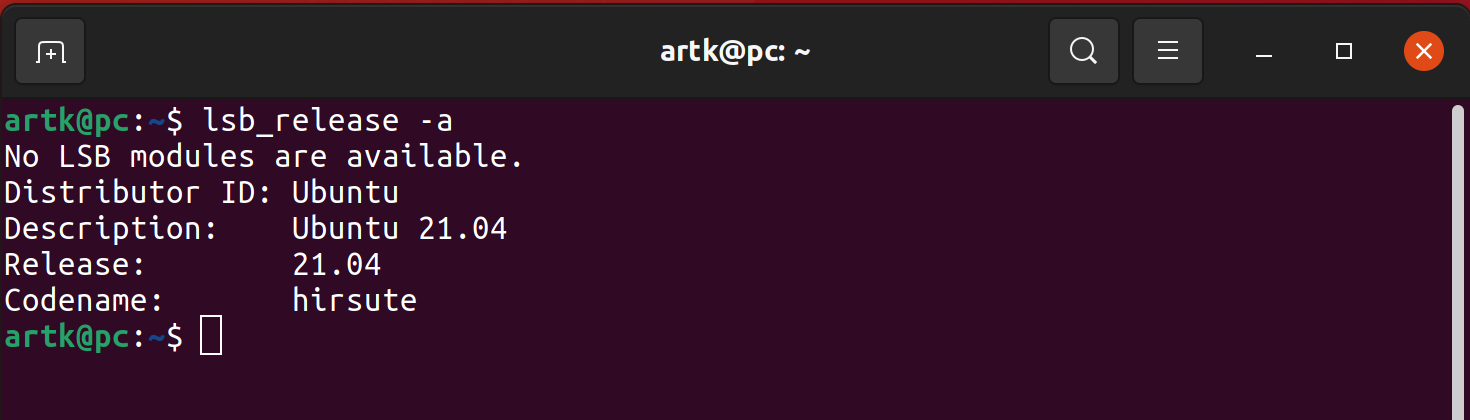 artk@pc: ~
artk@pc:~$ lsb_release -a
No LSB modules are available.
Distributor ID: Ubuntu
Description:    Ubuntu 21.04
Release:        21.04
Codename:       hirsute
artk@pc:~$